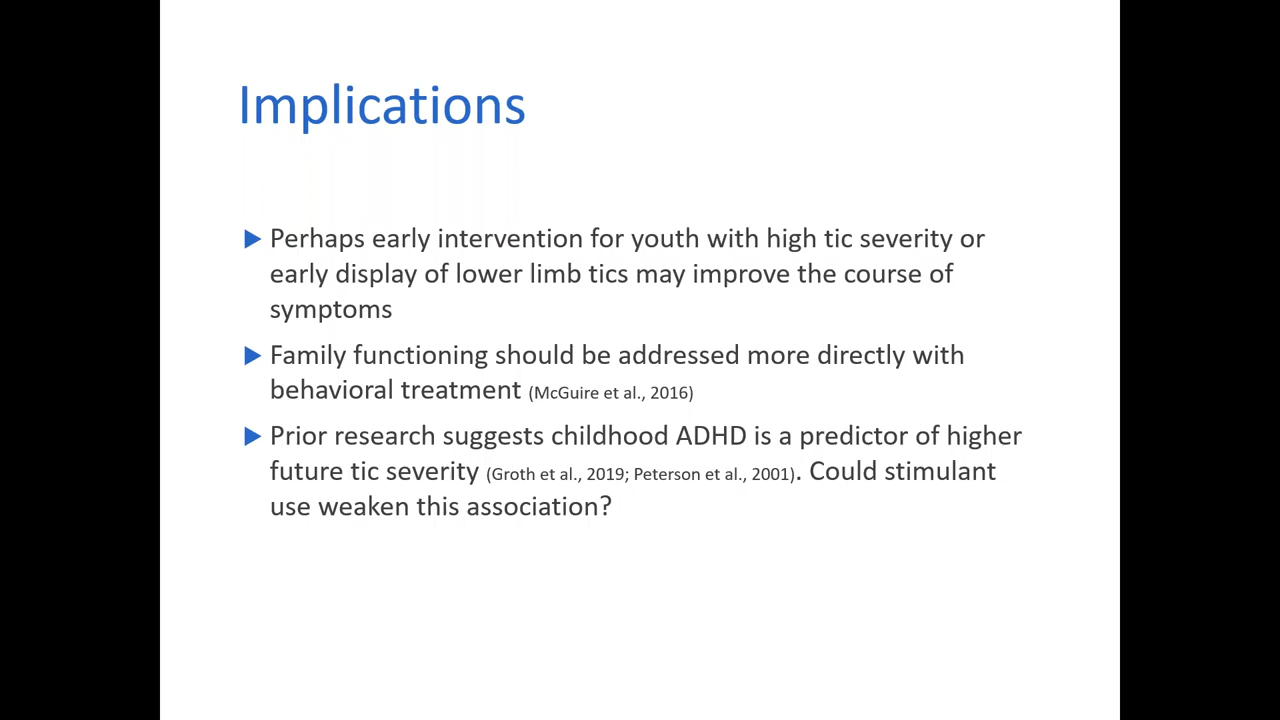 Implications
Perhaps early intervention for youth with high tic severity or
early display of lower limb tics may improve the course of
symptoms
Family functioning should be addressed more directly with
behavioral treatment (McGuire et al., 2016)
Prior research suggests childhood ADHD is a predictor of higher
future tic severity (Groth et al., 2019; Peterson et al., 2001). Could stimulant
use weaken this association?